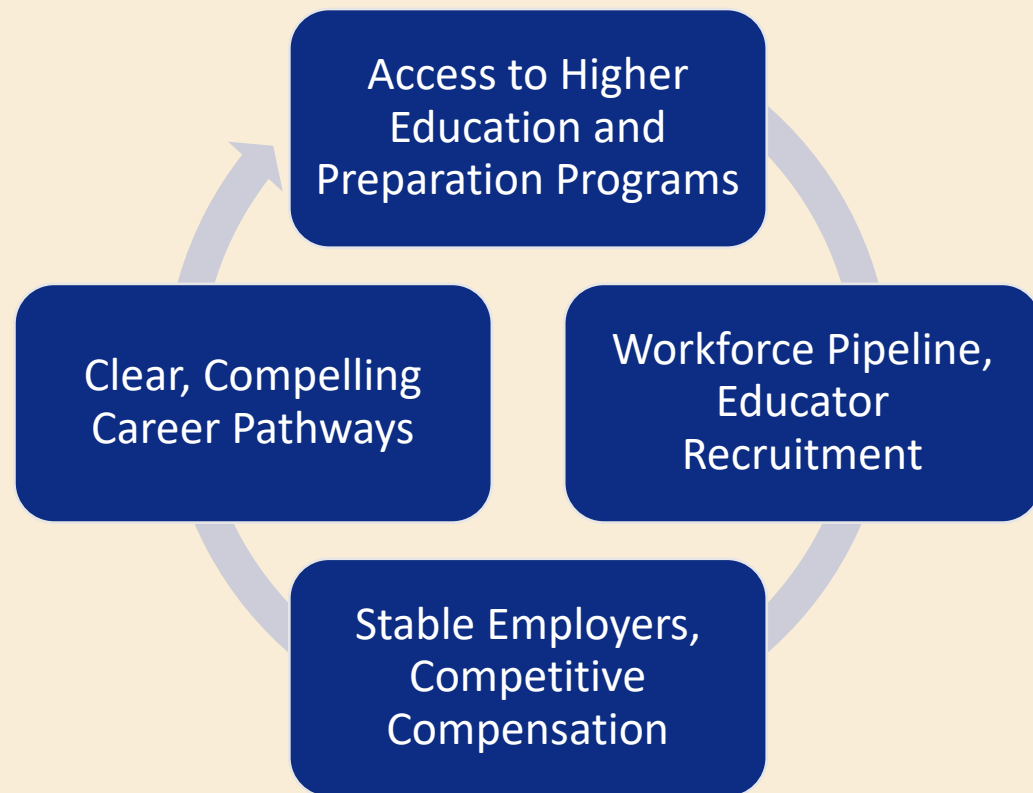 Access to Higher
Education and
Preparation Programs
Workforce Pipeline,
Educator
Recruitment
Stable Employers,
Competitive
Compensation
Clear, Compelling
Career Pathways